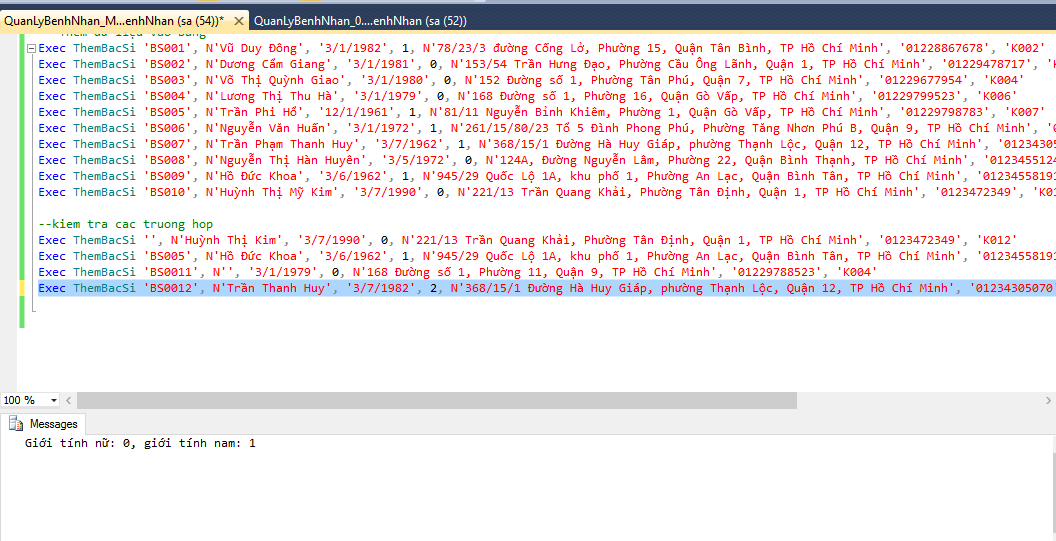 QuanLyBenhNhan_M...enhNhan (sa (54))* QuanLyBenhNhan_0....enhNhan (sa (52))
Exec ThemBacSi 'BS001', N'Vũ Duy Đông', '3/1/1982', 1, N'78/23/3 đường Cống Lở, Phường 15, Quận Tân Bình, TP Hồ Chí Minh', '01228867678', 'K002'
Exec ThemBacSi 'BS002', N'Dương Cẩm Giang', '3/1/1981', 0, N'153/54 Trần Hưng Đạo, Phường Cầu Ông Lãnh, Quận 1, TP Hồ Chí Minh', '01229478717',
Exec ThemBacSi 'BS003', N'Võ Thị Quỳnh Giao', '3/1/1980', 0, N'152 Đường số 1, Phường Tân Phú, Quận 7, TP Hồ Chí Minh', '01229677954', 'K004'
Exec ThemBacSi 'BS004', N'Lương Thị Thu Hà', '3/1/1979', 0, N'168 Đường số 1, Phường 16, Quận Gò Vấp, TP Hồ Chí Minh', '01229799523', 'K006'
Exec ThemBacSi 'BS005', N'Trần Phi Hổ', '12/1/1961', 1, N'81/11 Nguyễn Bỉnh Khiêm, Phường 1, Quận Gò Vấp, TP Hồ Chí Minh', '01229798783', 'K007'
Exec ThemBacSi 'BS006', N'Nguyễn Văn Huấn', '3/1/1972', 1, N'261/15/80/23 Tổ 5 Đình Phong Phú, Phường Tăng Nhơn Phú B, Quận 9, TP Hồ Chí Minh', '0
Exec ThemBacSi 'BS007', N'Trần Phạm Thanh Huy', '3/7/1962', 1, N'368/15/1 Đường Hà Huy Giáp, phường Thạnh Lộc, Quận 12, TP Hồ Chí Minh', '0123430
Exec ThemBacSi 'BS008', N'Nguyễn Thị Hàn Huyên', '3/5/1972', 0, N'124A, Đường Nguyễn Lâm, Phường 22, Quận Bình Thạnh, TP Hồ Chí Minh', '012345512
Exec ThemBacSi 'BS009', N'Hồ Đức Khoa', '3/6/1962', 1, N'945/29 Quốc Lộ 1A, khu phố 1, Phường An Lạc, Quận Bình Tân, TP Hồ Chí Minh', '0123455819
Exec ThemBacSi 'BS010', N'Huỳnh Thị Mỹ Kim', '3/7/1990', 0, N'221/13 Trần Quang Khải, Phường Tân Định, Quận 1, TP Hồ Chí Minh', '0123472349', 'K01
--kiem tra cac truong hop
Exec ThemBacSi '', N'Huỳnh Thị Kim', '3/7/1990', 0, N'221/13 Trần Quang Khải, Phường Tân Định, Quận 1, TP Hồ Chí Minh', '0123472349', 'K012'
Exec ThemBacSi 'BS005', N'Hồ Đức Khoa', '3/6/1962', 1, N'945/29 Quốc Lộ 1A, khu phố 1, Phường An Lạc, Quận Bình Tân, TP Hồ Chí Minh', '0123455819
Exec ThemBacSi 'BS0011', N'', '3/1/1979', 0, N'168 Đường số 1, Phường 11, Quận 9, TP Hồ Chí Minh', '01229788523', 'K004'
Exec ThemBacSi 'BS0012', N'Trần Thanh Huy', '3/7/1982', 2, N'368/15/1 Đường Hà Huy Giáp, phường Thạnh Lộc, Quận 12, TP Hồ Chí Minh', '01234305070'
100 %
Messages
Giới tính nữ: 0, giới tính nam: 1